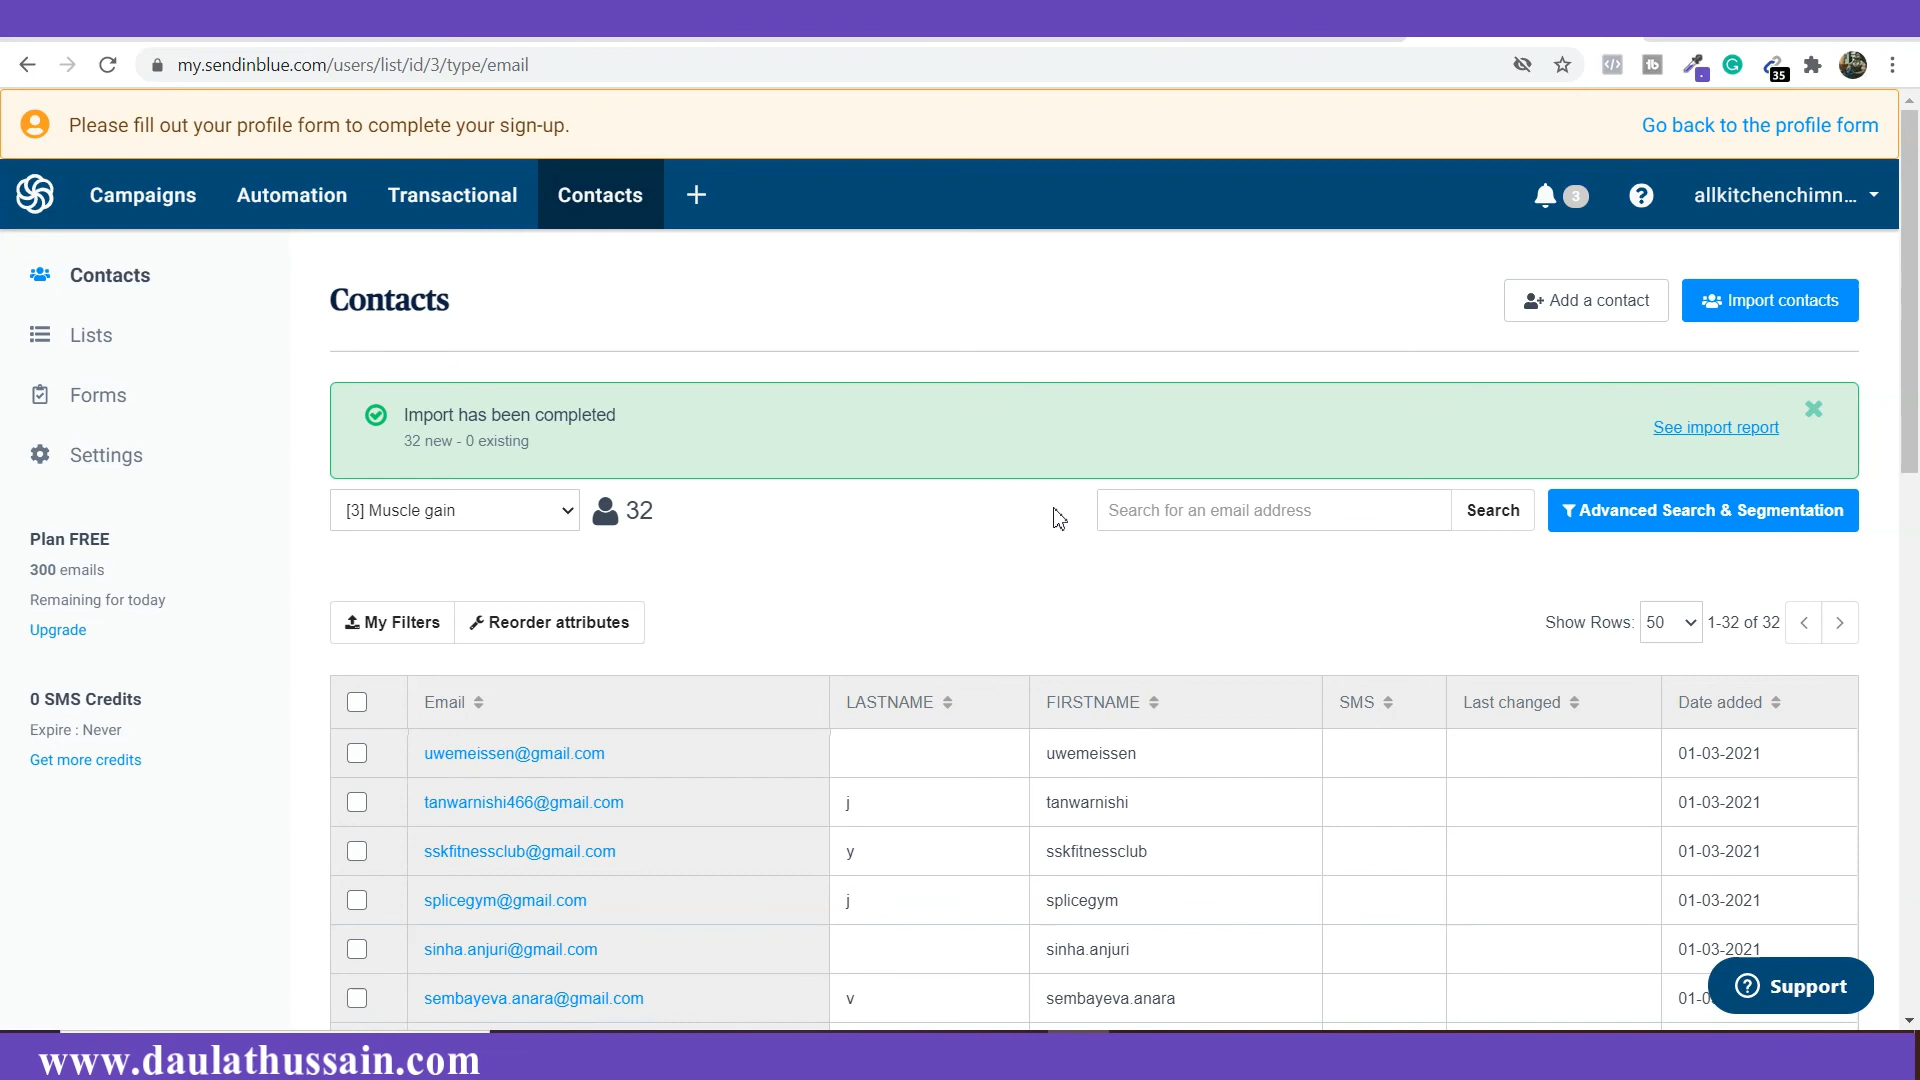 my.sendinblue.com/users/list/id/3/type/email
35
Please fill out your profile form to complete your sign-up.
Go back to the profile form
Campaigns
Automation
Transactional
Contacts
3
allkitchenchimn...
Contacts
Lists
Forms
Settings
Plan FREE
300 emails
Remaining for today
Upgrade
0 SMS Credits
Expire : Never
Get more credits
Contacts
Add a contact
Import contacts
Import has been completed
32 new - 0 existing
See import report
[3] Muscle gain
32
Search for an email address
Search
Advanced Search & Segmentation
My Filters
Reorder attributes
Show Rows: 50 1-32 of 32
Email LASTNAME FIRSTNAME SMS Last changed Date added
uwemeissen@gmail.com uwemeissen 01-03-2021
tanwarnishi466@gmail.com j tanwarnishi 01-03-2021
sskfitnessclub@gmail.com y sskfitnessclub 01-03-2021
splicegym@gmail.com j splicegym 01-03-2021
sinha.anjuri@gmail.com sinha.anjuri 01-03-2021
sembayeva.anara@gmail.com v sembayeva.anara 01-0
Support
www.daulathussain.com